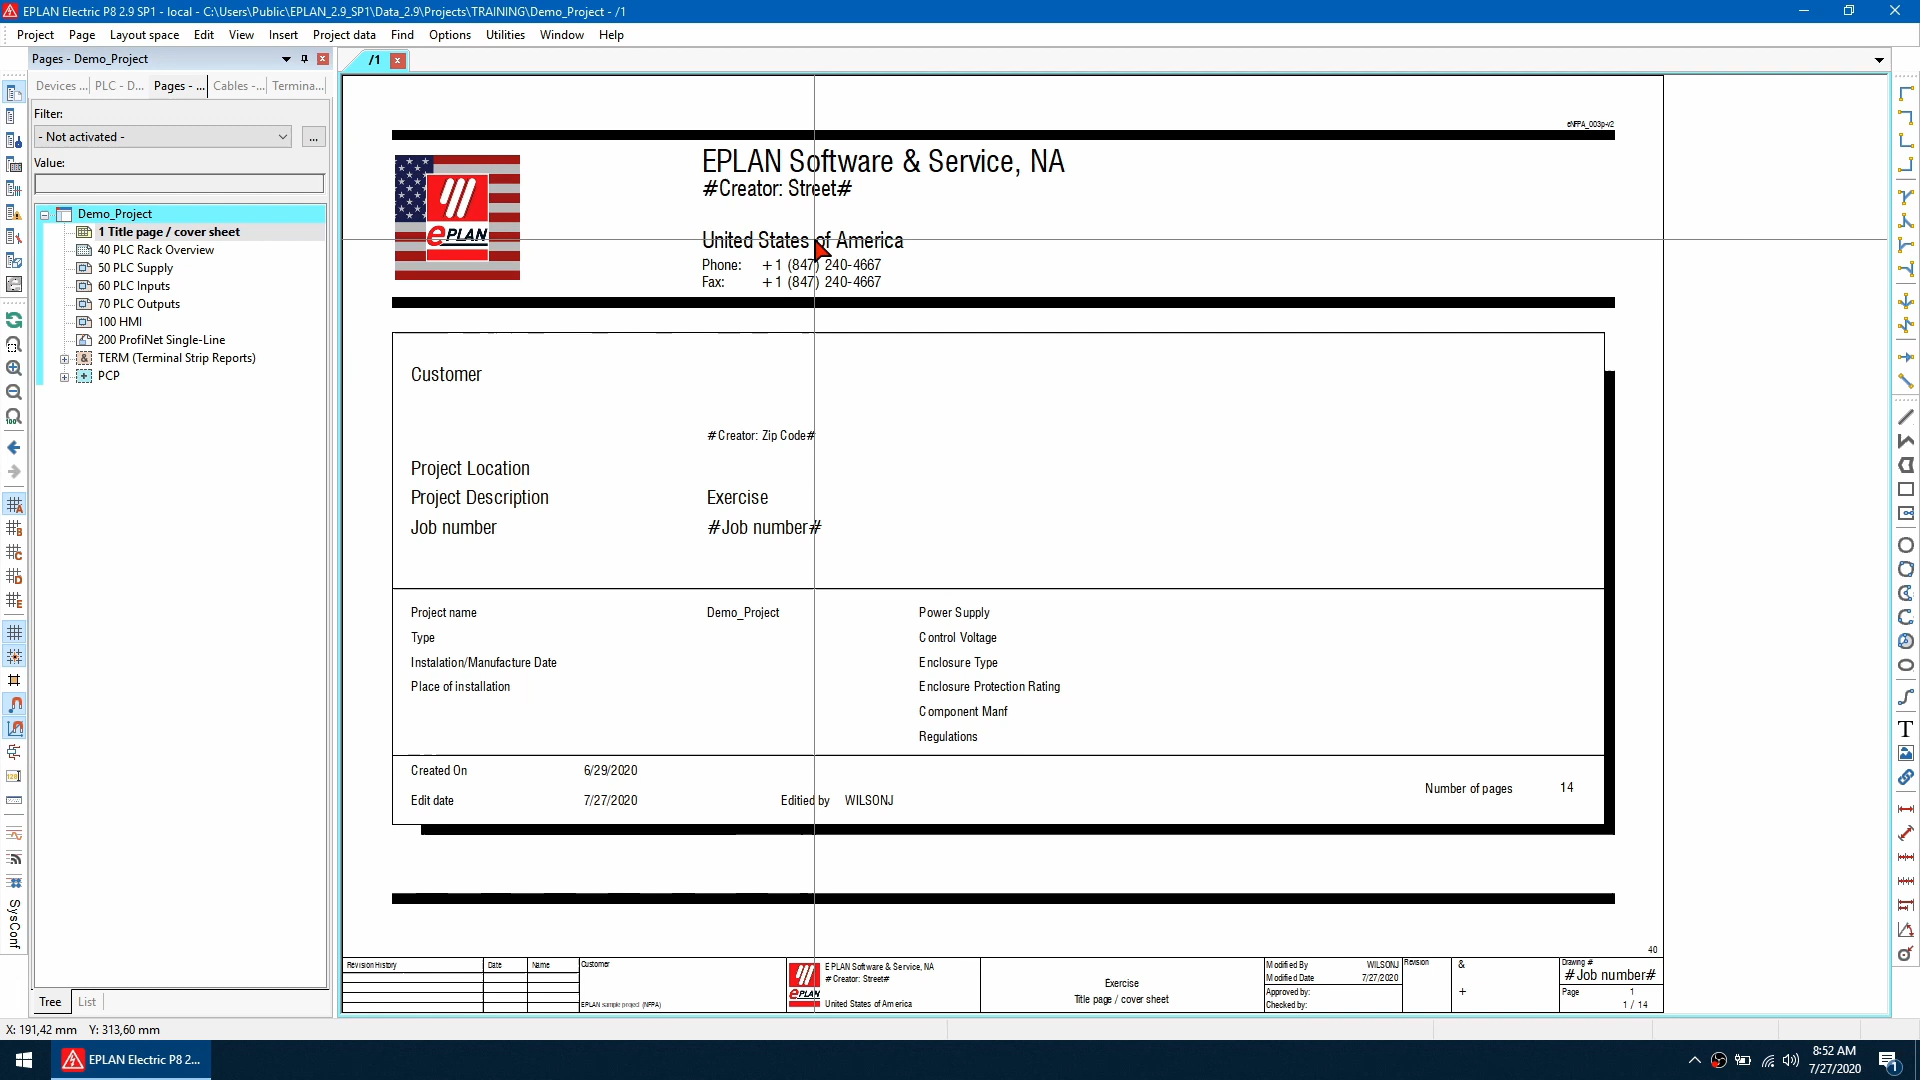 EPLAN Electric P8 2.9 SP1 - local - C:\Users\Public\EPLAN_2.9_SP1\Data_2.9\Projects\TRAINING\Demo_Project - /1
Project Page Layout space Edit View Insert Project data Find Options Utilities Window Help
Pages - Demo_Project
/1
Devices ... PLC - D... Pages - ... Cables -... Termina...
Filter:
- Not activated -
...
Value:
Demo_Project
1 Title page / cover sheet
40 PLC Rack Overview
50 PLC Supply
60 PLC Inputs
70 PLC Outputs
100 HMI
200 ProfiNet Single-Line
TERM (Terminal Strip Reports)
PCP
Tree List
SysConf
eNFPA_003p-v2
ePLAN
EPLAN Software & Service, NA
#Creator: Street#
United States of America
Phone: +1 (847) 240-4667
Fax: +1 (847) 240-4667
Customer
#Creator: Zip Code#
Project Location
Project Description Exercise
Job number #Job number#
Project name Demo_Project Power Supply
Type Control Voltage
Instalation/Manufacture Date Enclosure Type
Place of installation Enclosure Protection Rating
Component Manf
Regulations
Created On 6/29/2020
Number of pages 14
Edit date 7/27/2020 Editied by WILSONJ
40
Revision History Date Name Customer
EPLAN sample project (NFPA)
ePLAN
EPLAN Software & Service, NA
#Creator: Street#
United States of America
Exercise
Title page / cover sheet
Modified By WILSONJ
Modified Date 7/27/2020
Approved by:
Checked by:
Revision
&
+
Drawing #
#Job number#
Page 1
1 / 14
X: 191,42 mm Y: 313,60 mm
EPLAN Electric P8 2...
8:52 AM
7/27/2020
1